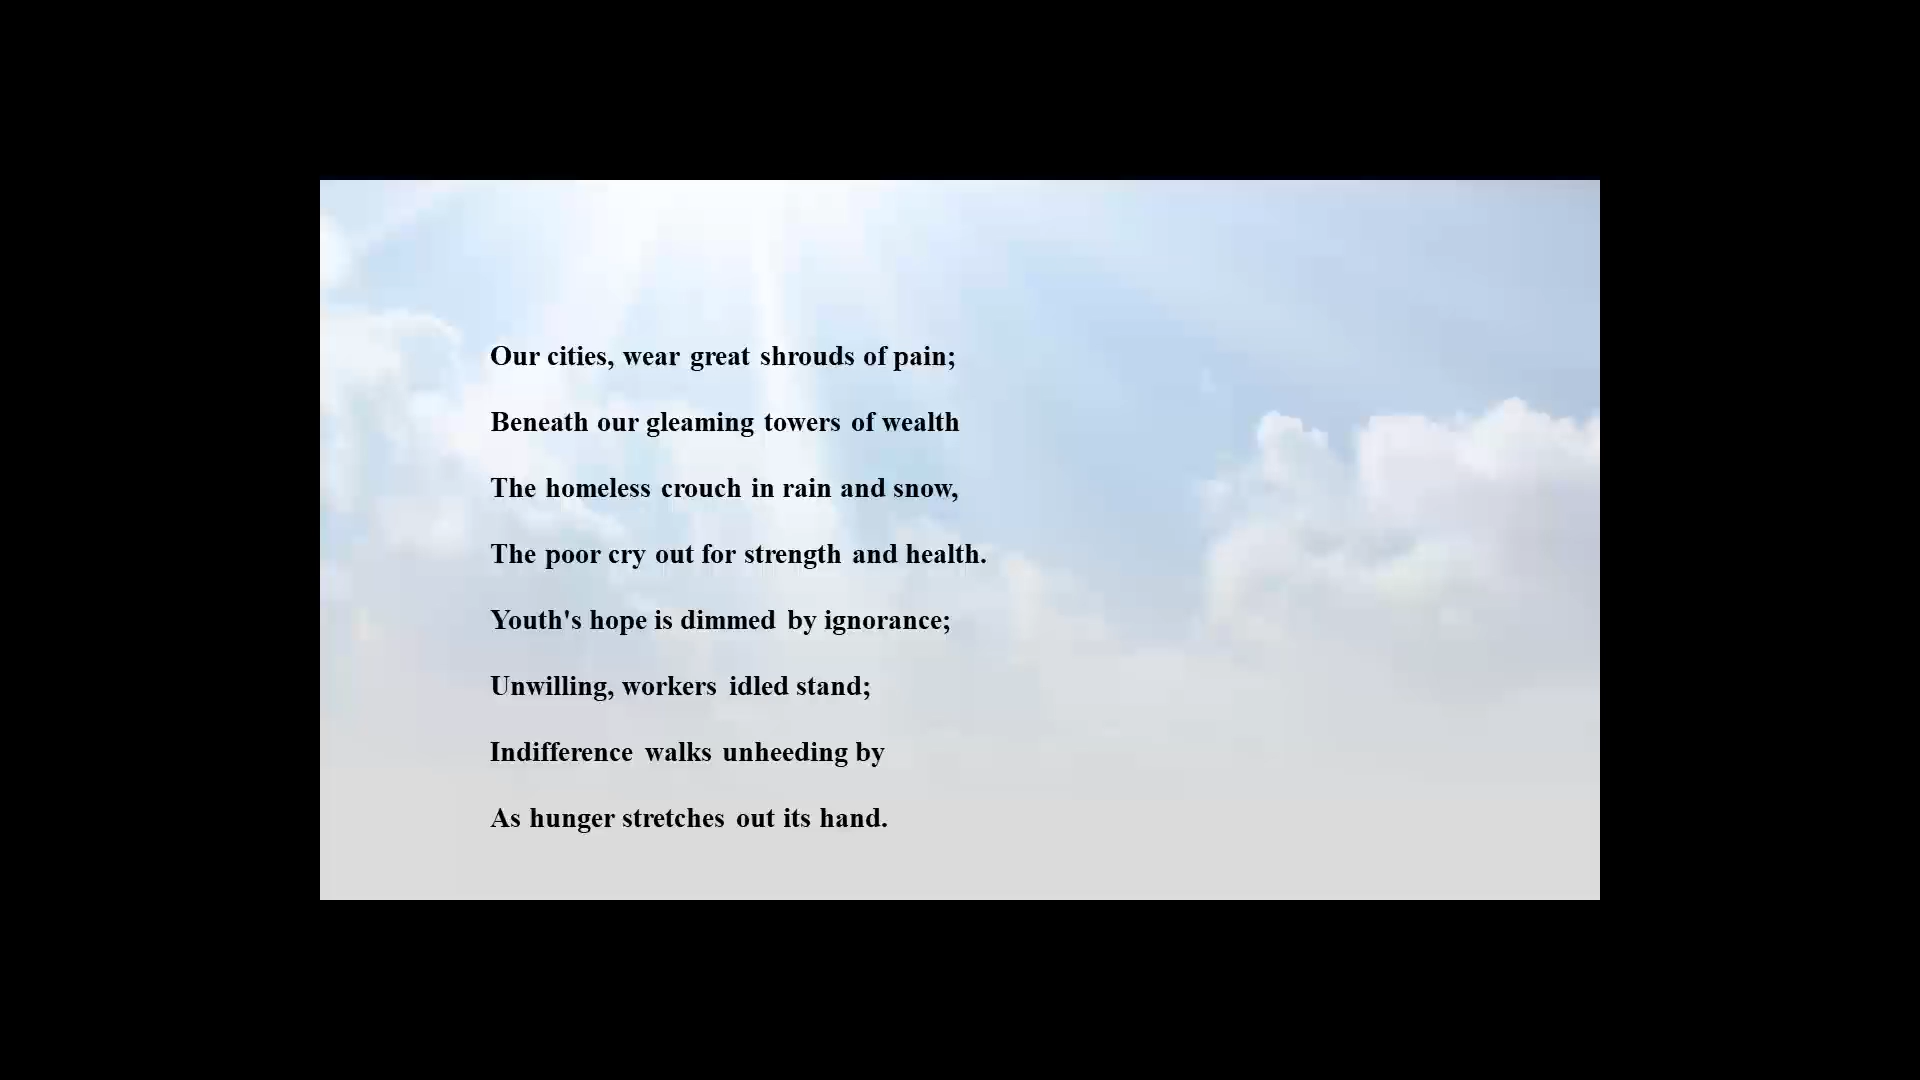 Our cities, wear great shrouds of pain;
Beneath our gleaming towers of wealth
The homeless crouch in rain and snow,
The poor cry out for strength and health.
Youth's hope is dimmed by ignorance;
Unwilling, workers idled stand;
Indifference walks unheeding by
As hunger stretches out its hand.